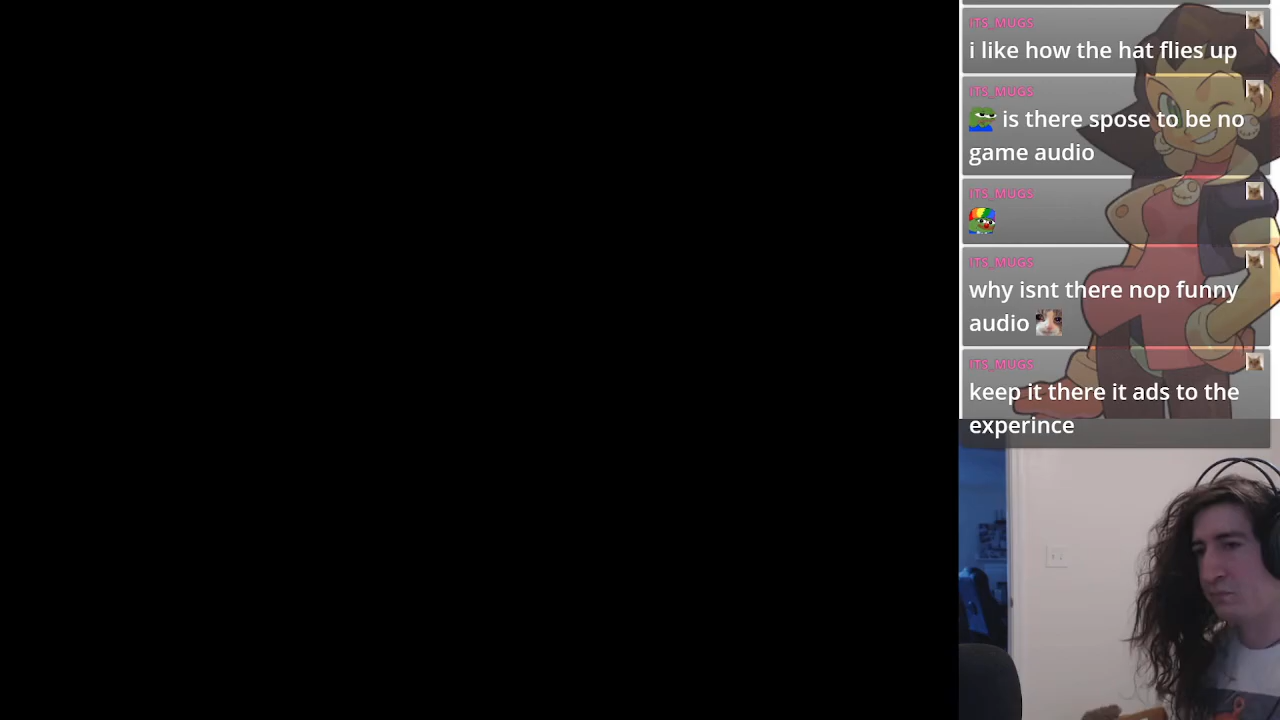 ITS_MUGS
i like how the hat flies up
ITS_MUGS
is there spose to be no
game audio
ITS_MUGS
ITS_MUGS
why isnt there nop funny
audio
ITS_MUGS
keep it there it ads to the
experince